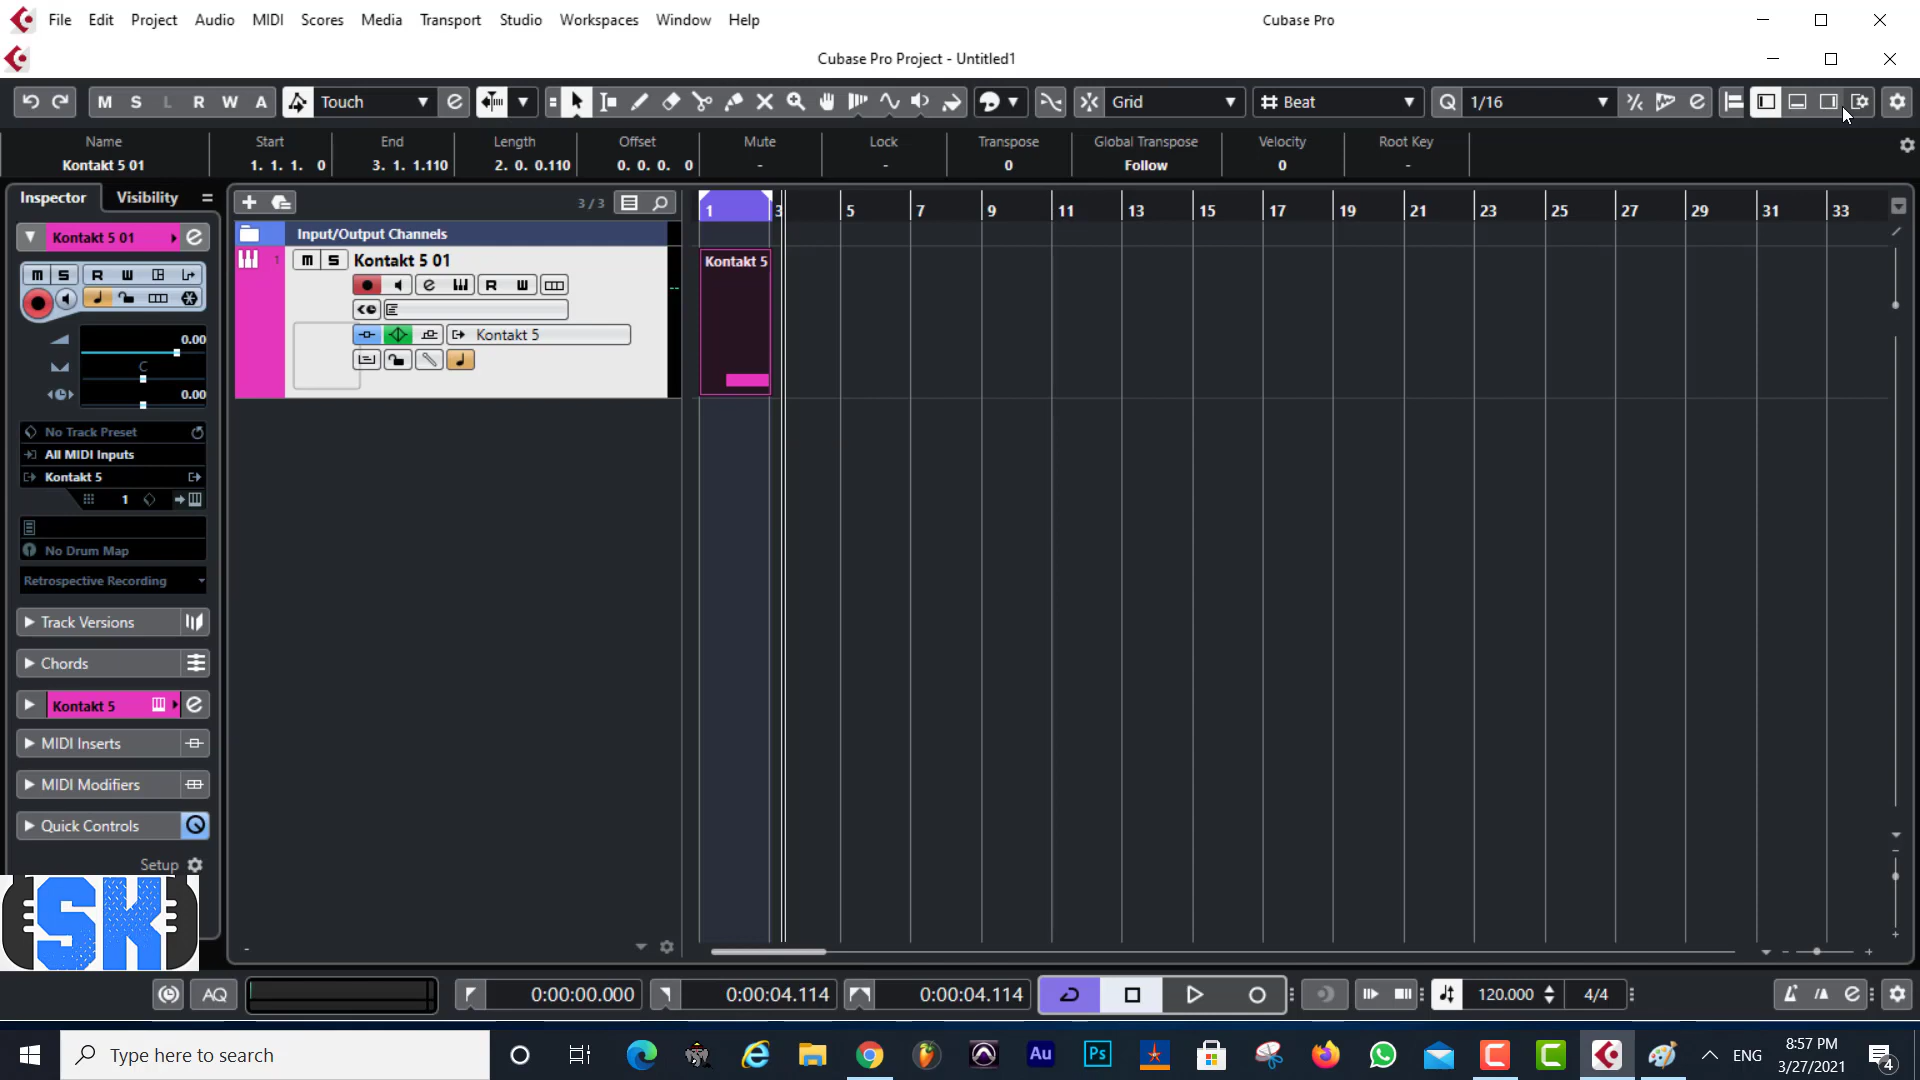 File Edit Project Audio MIDI Scores Media Transport Studio Workspaces Window Help Cubase Pro
Cubase Pro Project - Untitled1
M S L R W A Touch Grid Beat Q 1/16
Name Start End Length Offset Mute Lock Transpose Global Transpose Velocity Root Key
Kontakt 5 01 1. 1. 1. 0 3. 1. 1.110 2. 0. 0.110 0. 0. 0. 0 - - 0 Follow 0 -
Inspector Visibility 3 / 3 1 3 5 7 9 11 13 15 17 19 21 23 25 27 29 31 33
Kontakt 5 01 Input/Output Channels
1 m S Kontakt 5 01 Kontakt 5
m S R W R W
0.00 Kontakt 5
C
0.00
No Track Preset
All MIDI Inputs
Kontakt 5
1
No Drum Map
Retrospective Recording
Track Versions
Chords
Kontakt 5
MIDI Inserts
MIDI Modifiers
Quick Controls
Setup
SK
AQ 0:00:00.000 0:00:04.114 0:00:04.114 120.000 4/4
Type here to search Au Ps ENG 8:57 PM
3/27/2021 4